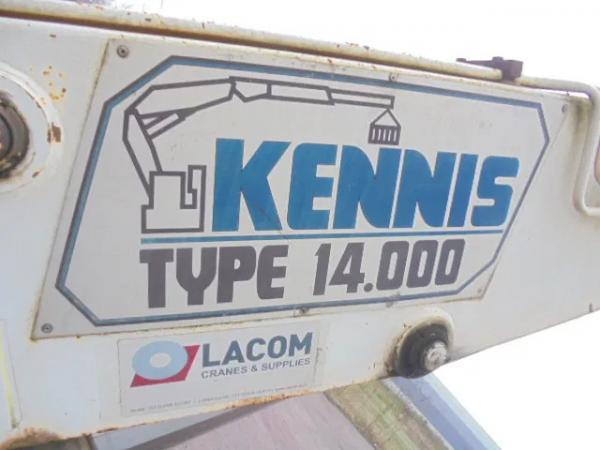 KENNIS
TYPE 14.000
LACOM
CRANES & SUPPLIES